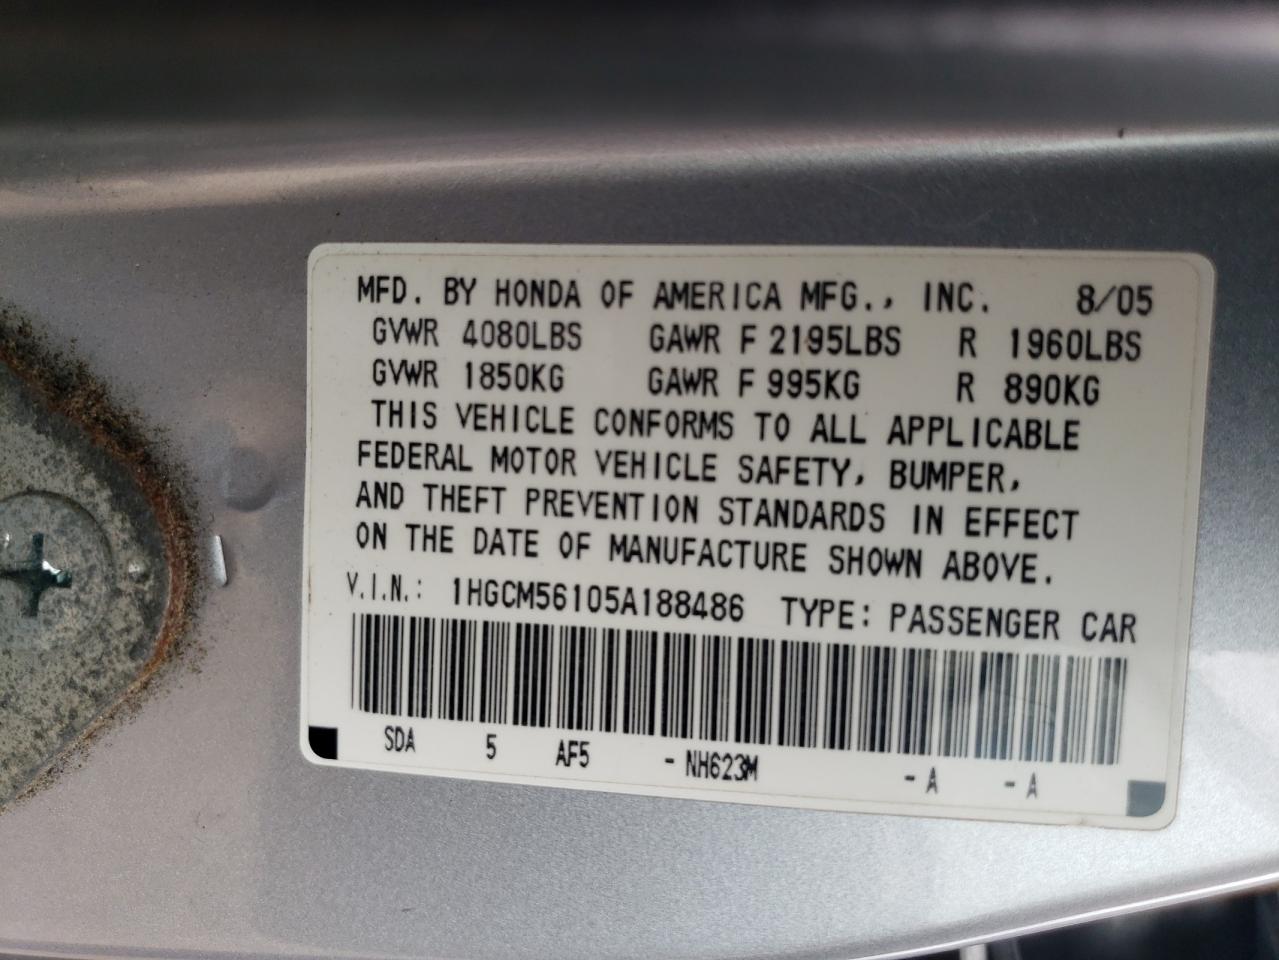 MFD. BY HONDA OF AMERICA MFG., INC. 8/05
GVWR 4080LBS GAWR F 2195LBS R 1960LBS
GVWR 1850KG GAWR F 995KG R 890KG
THIS VEHICLE CONFORMS TO ALL APPLICABLE
FEDERAL MOTOR VEHICLE SAFETY, BUMPER,
AND THEFT PREVENTION STANDARDS IN EFFECT
ON THE DATE OF MANUFACTURE SHOWN ABOVE.
V.I.N.: 1HGCM56105A188486 TYPE: PASSENGER CAR
SDA 5 AF5 - NH623M - A - A